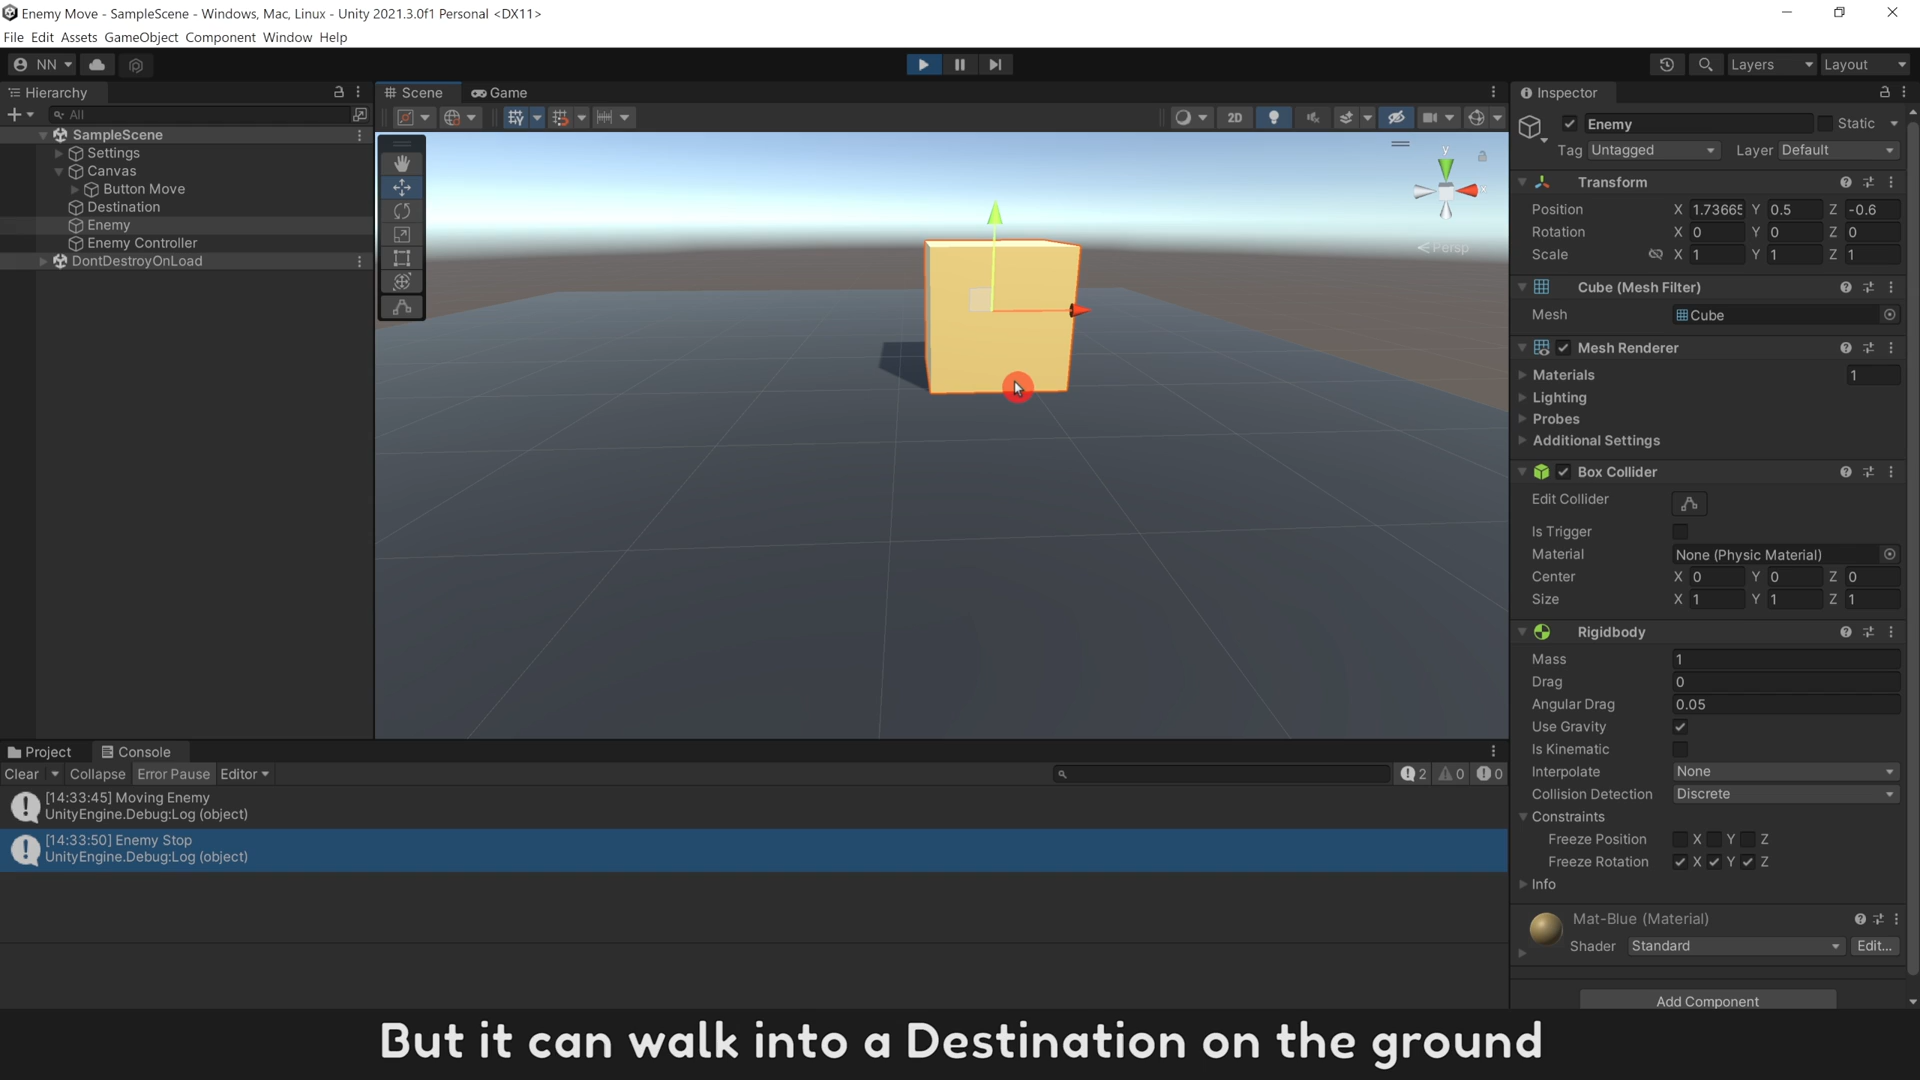 Enemy Move - SampleScene - Windows, Mac, Linux - Unity 2021.3.0f1 Personal <DX11>
File Edit Assets GameObject Component Window Help
NN
Layers
Layout
Hierarchy
All
SampleScene
Settings
Canvas
Button Move
Destination
Enemy
Enemy Controller
DontDestroyOnLoad
Scene
Game
2D
y
x
Persp
Inspector
Enemy
Static
Tag Untagged Layer Default
Transform
Position X 1.73665 Y 0.5 Z -0.6
Rotation X 0 Y 0 Z 0
Scale X 1 Y 1 Z 1
Cube (Mesh Filter)
Mesh Cube
Mesh Renderer
Materials 1
Lighting
Probes
Additional Settings
Box Collider
Edit Collider
Is Trigger
Material None (Physic Material)
Center X 0 Y 0 Z 0
Size X 1 Y 1 Z 1
Rigidbody
Mass 1
Drag 0
Angular Drag 0.05
Use Gravity
Is Kinematic
Interpolate None
Collision Detection Discrete
Constraints
Freeze Position X Y Z
Freeze Rotation X Y Z
Info
Mat-Blue (Material)
Shader Standard Edit...
Add Component
Project
Console
Clear Collapse Error Pause Editor
2 0 0
[14:33:45] Moving Enemy
UnityEngine.Debug:Log (object)
[14:33:50] Enemy Stop
UnityEngine.Debug:Log (object)
But it can walk into a Destination on the ground